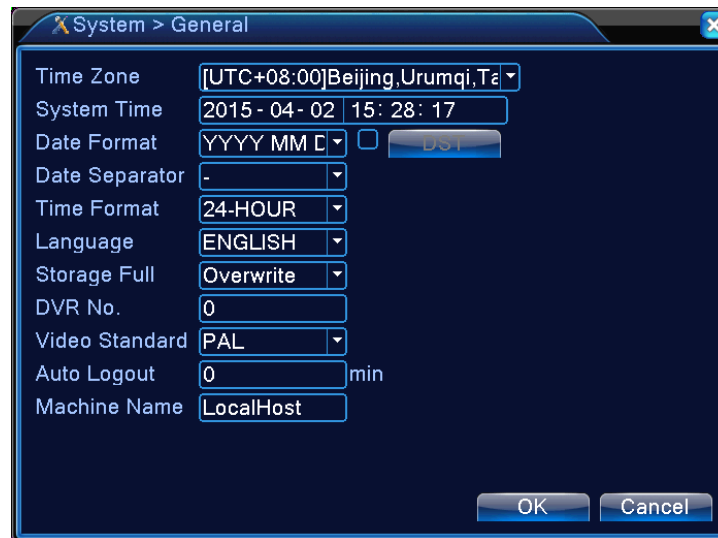 System > General
Time Zone [UTC+08:00]Beijing,Urumqi,Ta
System Time 2015-04-02 15:28:17
Date Format YYYY MM D DST
Date Separator -
Time Format 24-HOUR
Language ENGLISH
Storage Full Overwrite
DVR No. 0
Video Standard PAL
Auto Logout 0 min
Machine Name LocalHost
OK Cancel